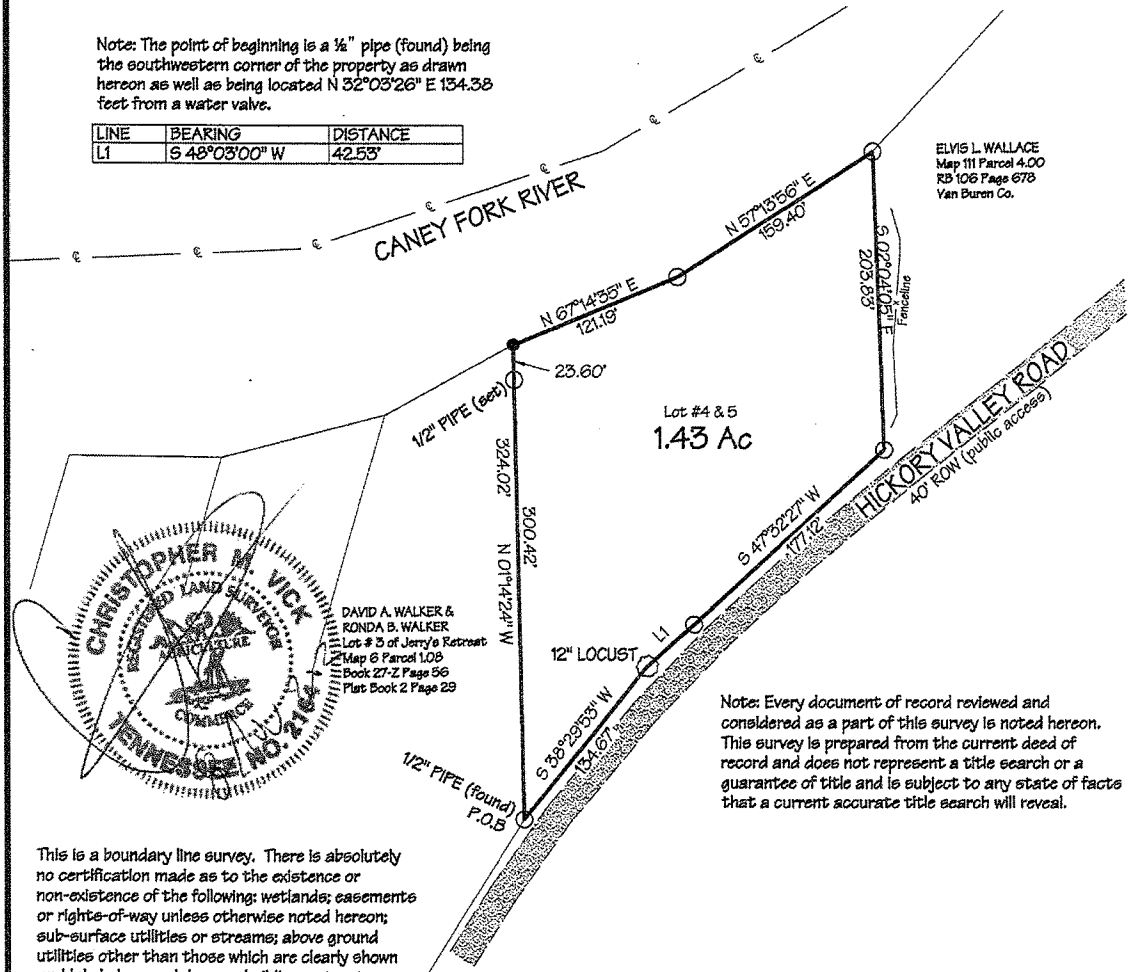 Note: The point of beginning is a ½" pipe (found) being
the southwestern corner of the property as drawn
hereon as well as being located N 32°03'26" E 134.38
feet from a water valve.
LINE BEARING DISTANCE
L1 S 48°03'00" W 42.53'
CANEY FORK RIVER
ELVIS L. WALLACE
Map 111 Parcel 4.00
RB 106 Page 678
Van Buren Co.
N 57°13'56" E
159.40'
N 67°14'35" E
121.19'
S 02°04'05" E
203.83'
x
Fenceline
23.60'
1/2" PIPE (set)
Lot #4 & 5
1.43 Ac
HICKORY VALLEY ROAD
40' ROW (public access)
324.02'
300.42'
N 01°14'24" W
S 47°32'27" W
177.12'
L1
12" LOCUST
S 38°29'53" W
134.67'
CHRISTOPHER M. VICK
REGISTERED LAND SURVEYOR
AGRICULTURE
COMMERCE
TENNESSEE NO. 2164
DAVID A. WALKER &
RONDA B. WALKER
Lot # 3 of Jerry's Retreat
Map 6 Parcel 1.08
Book 27-Z Page 56
Plat Book 2 Page 29
1/2" PIPE (found)
P.O.B
Note: Every document of record reviewed and
considered as a part of this survey is noted hereon.
This survey is prepared from the current deed of
record and does not represent a title search or a
guarantee of title and is subject to any state of facts
that a current accurate title search will reveal.
This is a boundary line survey. There is absolutely
no certification made as to the existence or
non-existence of the following: wetlands; easements
or rights-of-way unless otherwise noted hereon;
sub-surface utilities or streams; above ground
utilities other than those which are clearly shown